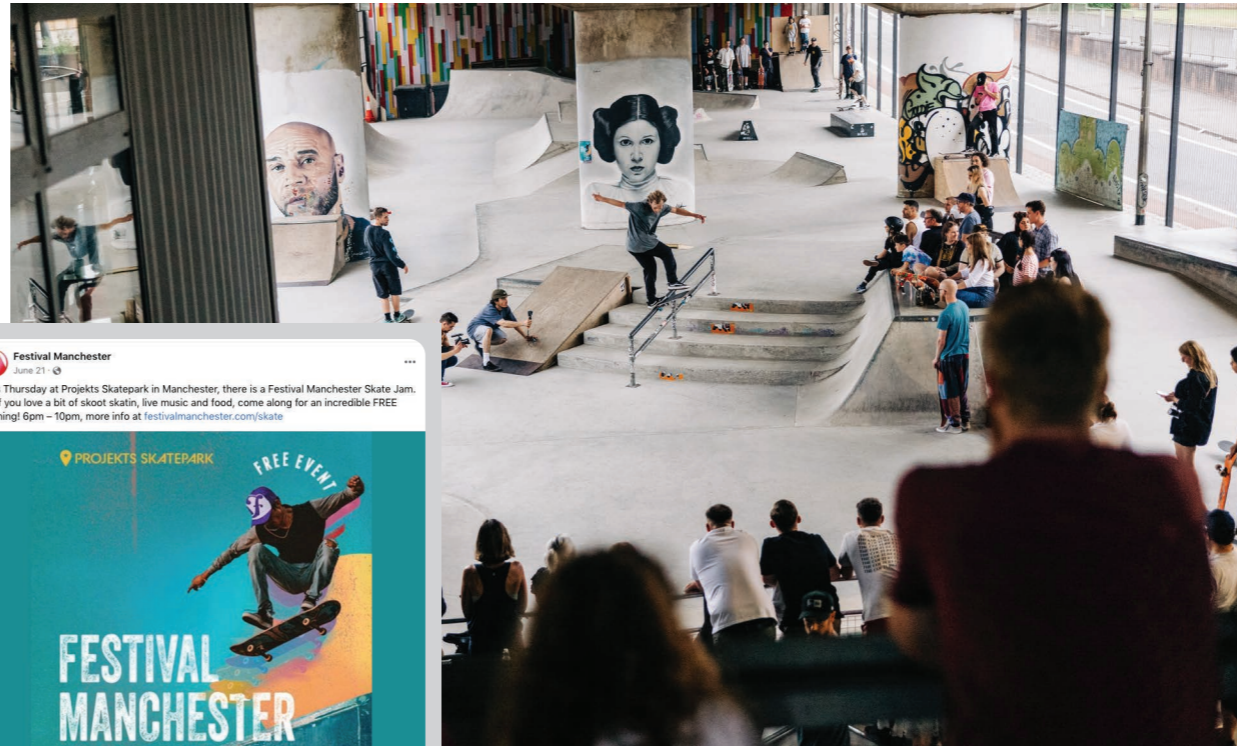 Festival Manchester
June 21 ·
Thursday at Projekts Skatepark in Manchester, there is a Festival Manchester Skate Jam.
you love a bit of skoot skatin, live music and food, come along for an incredible FREE
6pm – 10pm, more info at festivalmanchester.com/skate
PROJEKTS SKATEPARK
FREE EVENT
FESTIVAL
MANCHESTER